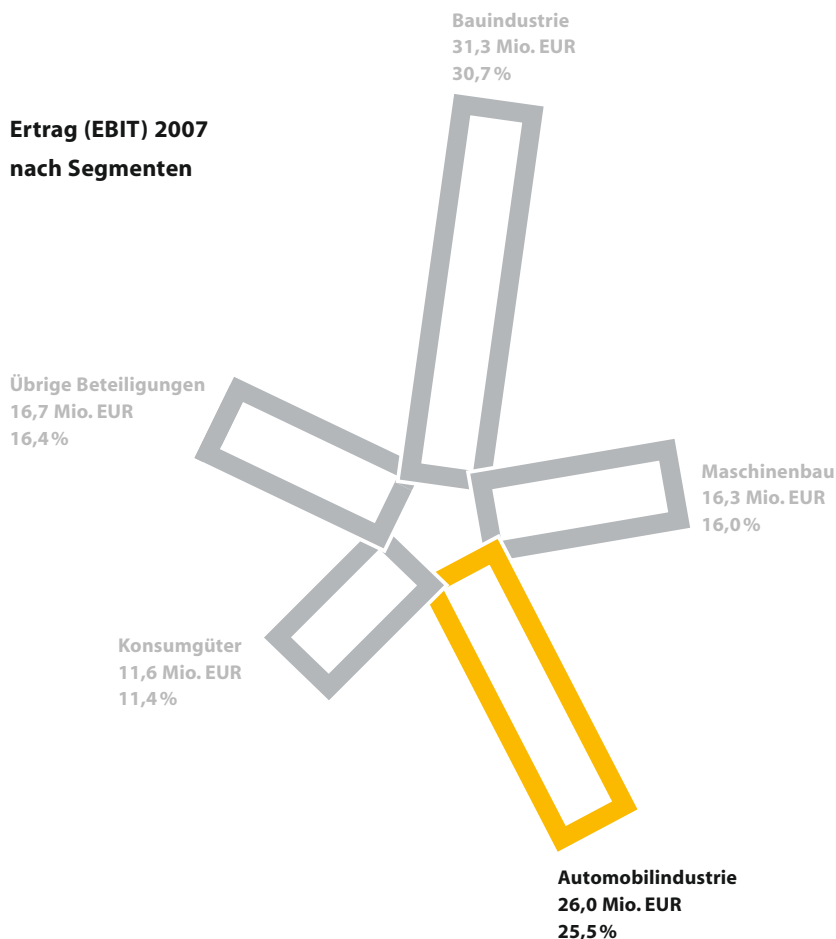 Bauindustrie
31,3 Mio. EUR
30,7 %
Ertrag (EBIT) 2007
nach Segmenten
Übrige Beteiligungen
16,7 Mio. EUR
16,4 %
Maschinenbau
16,3 Mio. EUR
16,0 %
Konsumgüter
11,6 Mio. EUR
11,4 %
Automobilindustrie
26,0 Mio. EUR
25,5 %